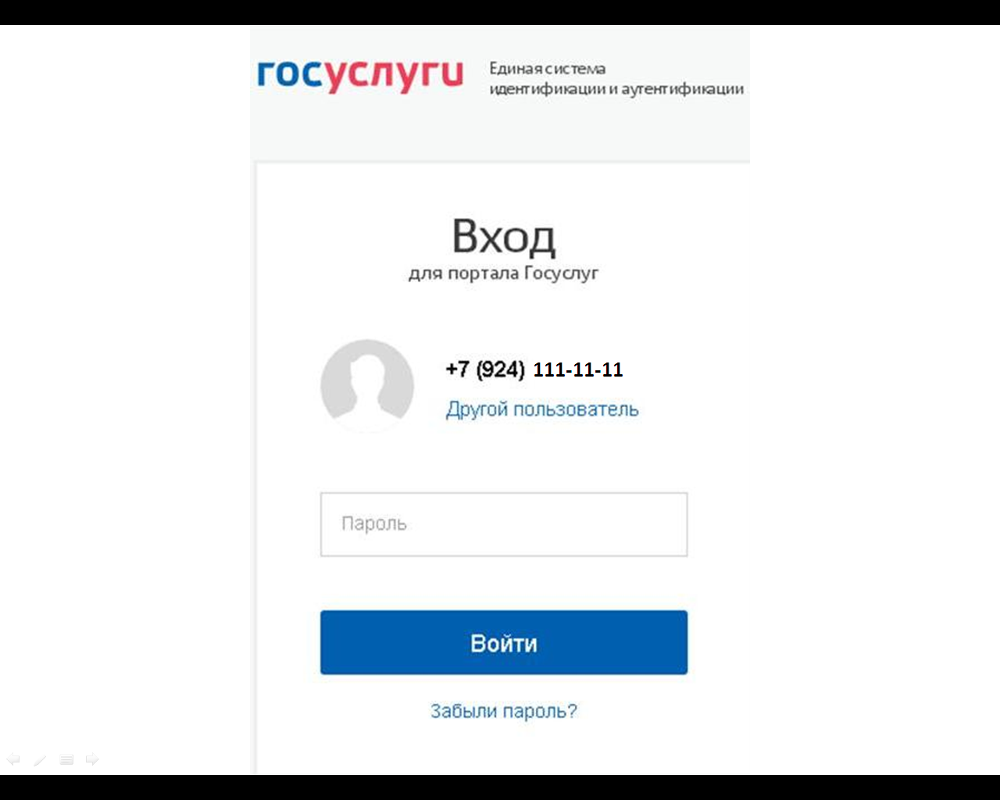 госуслуги
Единая система
идентификации и аутентификации
Вход
для портала Госуслуг
+7 (924) 111-11-11
Другой пользователь
Пароль
Войти
Забыли пароль?